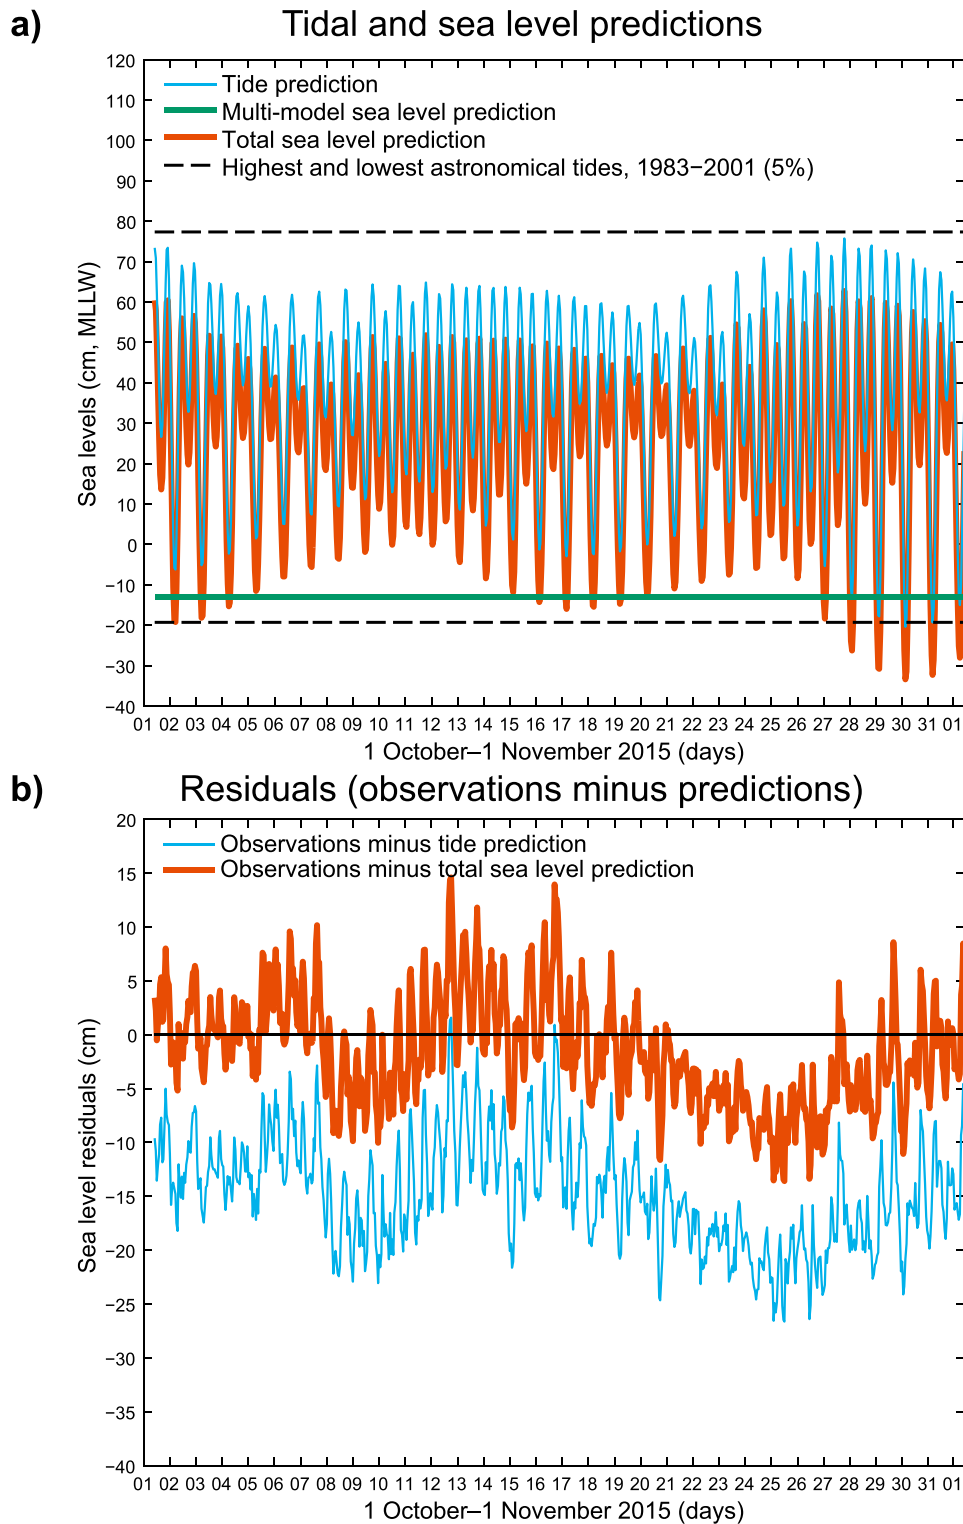 a)
Tidal and sea level predictions
120
110
100
90
80
70
60
50
40
30
20
10
0
−10
−20
−30
−40
Sea levels (cm, MLLW)
Tide prediction
Multi-model sea level prediction
Total sea level prediction
Highest and lowest astronomical tides, 1983−2001 (5%)
01 02 03 04 05 06 07 08 09 10 11 12 13 14 15 16 17 18 19 20 21 22 23 24 25 26 27 28 29 30 31 01
1 October–1 November 2015 (days)
b)
Residuals (observations minus predictions)
20
15
10
5
0
−5
−10
−15
−20
−25
−30
−35
−40
Sea level residuals (cm)
Observations minus tide prediction
Observations minus total sea level prediction
01 02 03 04 05 06 07 08 09 10 11 12 13 14 15 16 17 18 19 20 21 22 23 24 25 26 27 28 29 30 31 01
1 October–1 November 2015 (days)